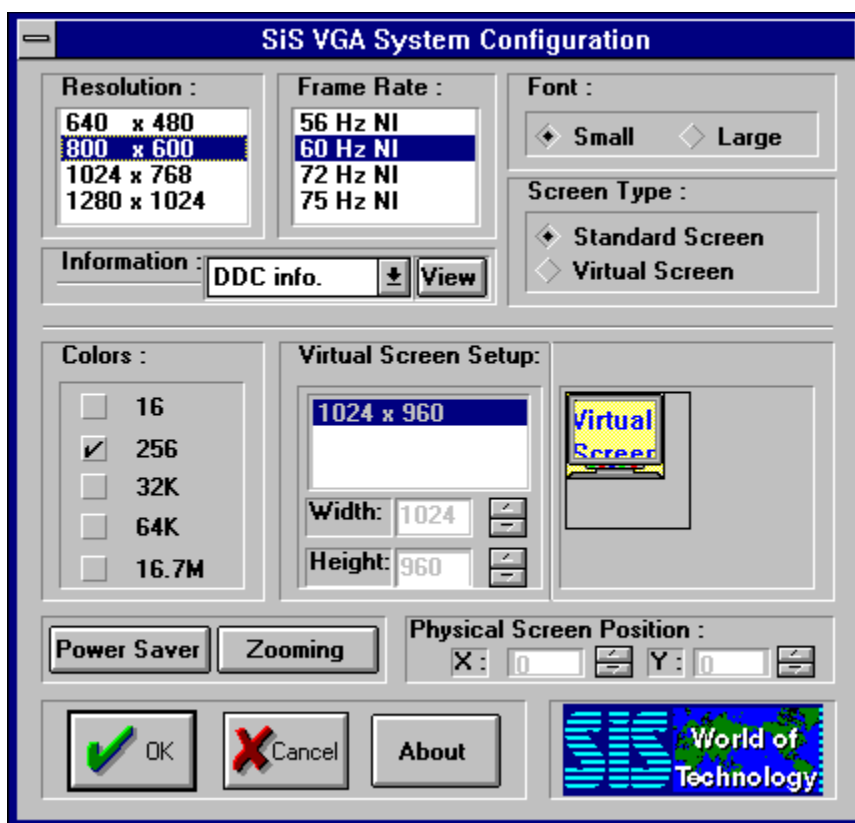 SiS VGA System Configuration
Resolution :
640 x 480
800 x 600
1024 x 768
1280 x 1024
Frame Rate :
56 Hz NI
60 Hz NI
72 Hz NI
75 Hz NI
Font :
Small
Large
Screen Type :
Standard Screen
Virtual Screen
Information :
DDC info.
View
Colors :
16
256
32K
64K
16.7M
Virtual Screen Setup:
1024 x 960
Width: 1024
Height: 960
Virtual
Screen
Power Saver
Zooming
Physical Screen Position :
X : 0 Y : 0
OK
Cancel
About
SIS
World of
Technology